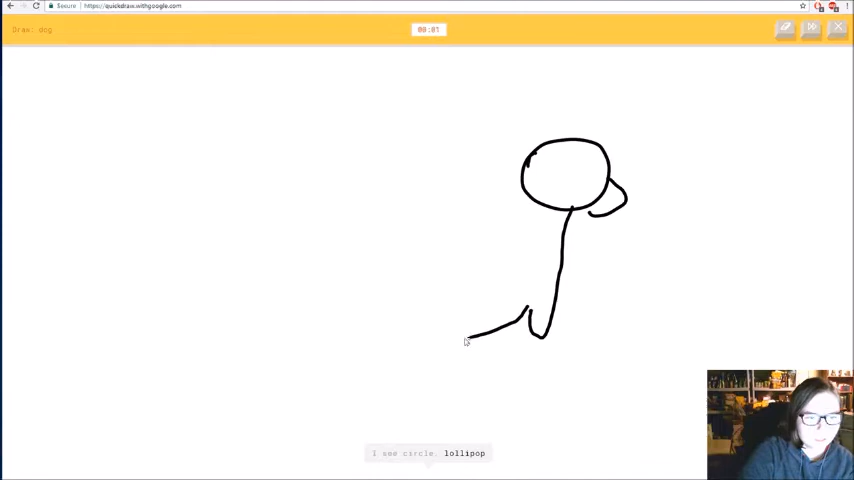 Secure
https://quickdraw.withgoogle.com
Draw: dog
00:01
I see circle, lollipop